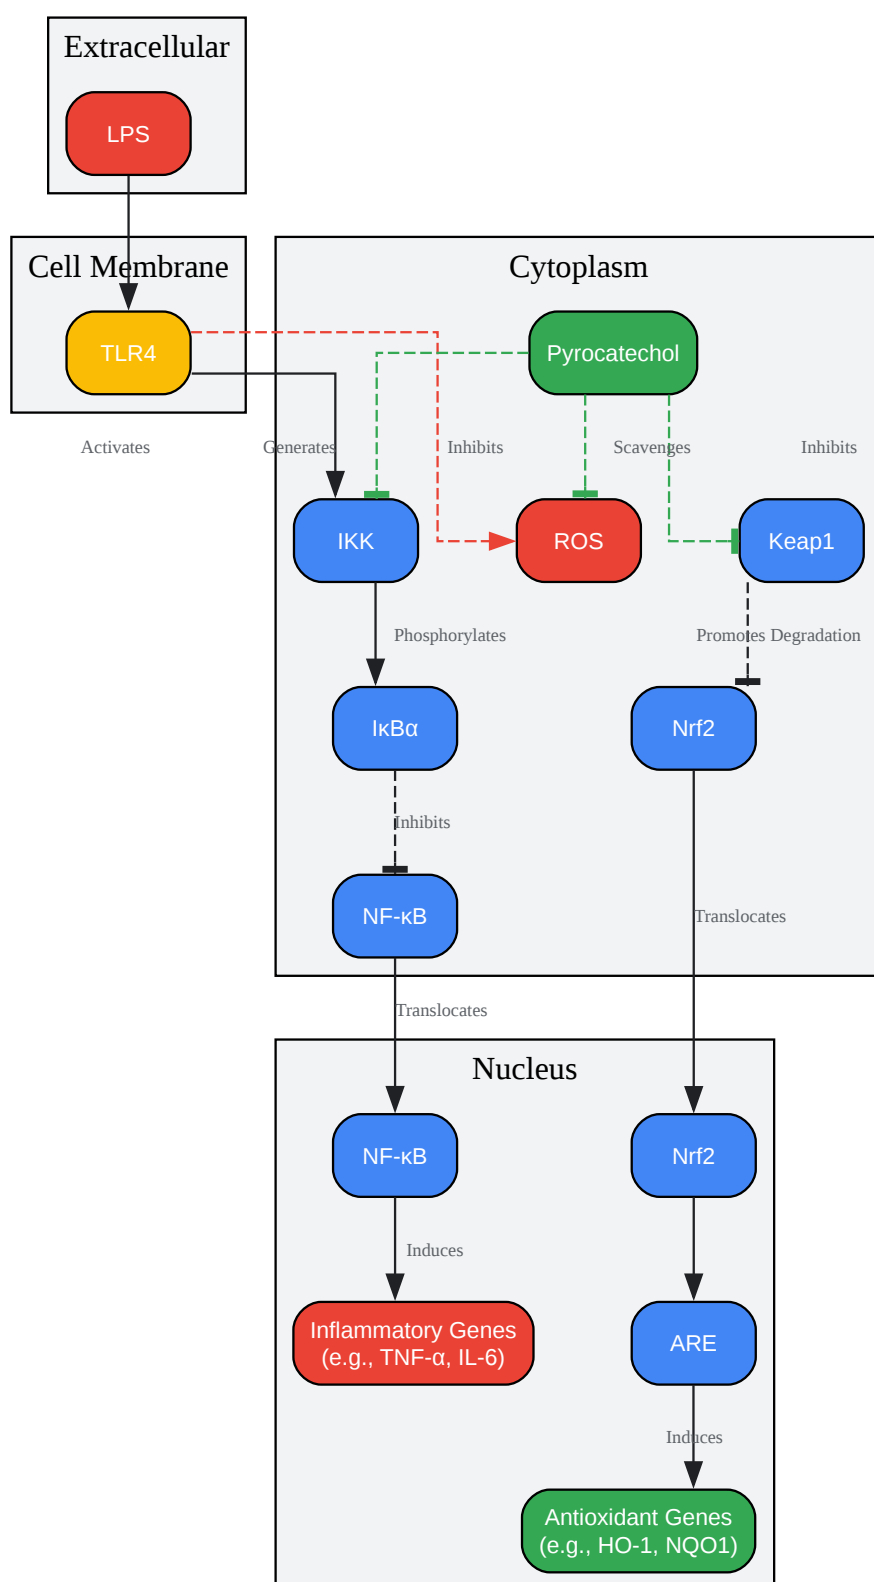 Extracellular
LPS
Cell Membrane
Cytoplasm
TLR4
Pyrocatechol
Activates
Generates
Inhibits
Scavenges
Inhibits
IKK
ROS
Keap1
Phosphorylates
Promotes Degradation
IκBα
Nrf2
Inhibits
NF-κB
Translocates
Translocates
Nucleus
NF-κB
Nrf2
Induces
Inflammatory Genes
(e.g., TNF-α, IL-6)
ARE
Induces
Antioxidant Genes
(e.g., HO-1, NQO1)